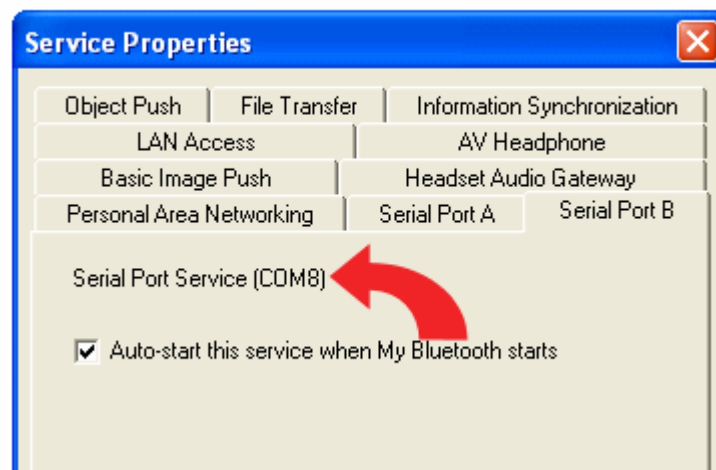 Service Properties
Object Push File Transfer Information Synchronization
LAN Access AV Headphone
Basic Image Push Headset Audio Gateway
Personal Area Networking Serial Port A Serial Port B
Serial Port Service (COM8)
Auto-start this service when My Bluetooth starts